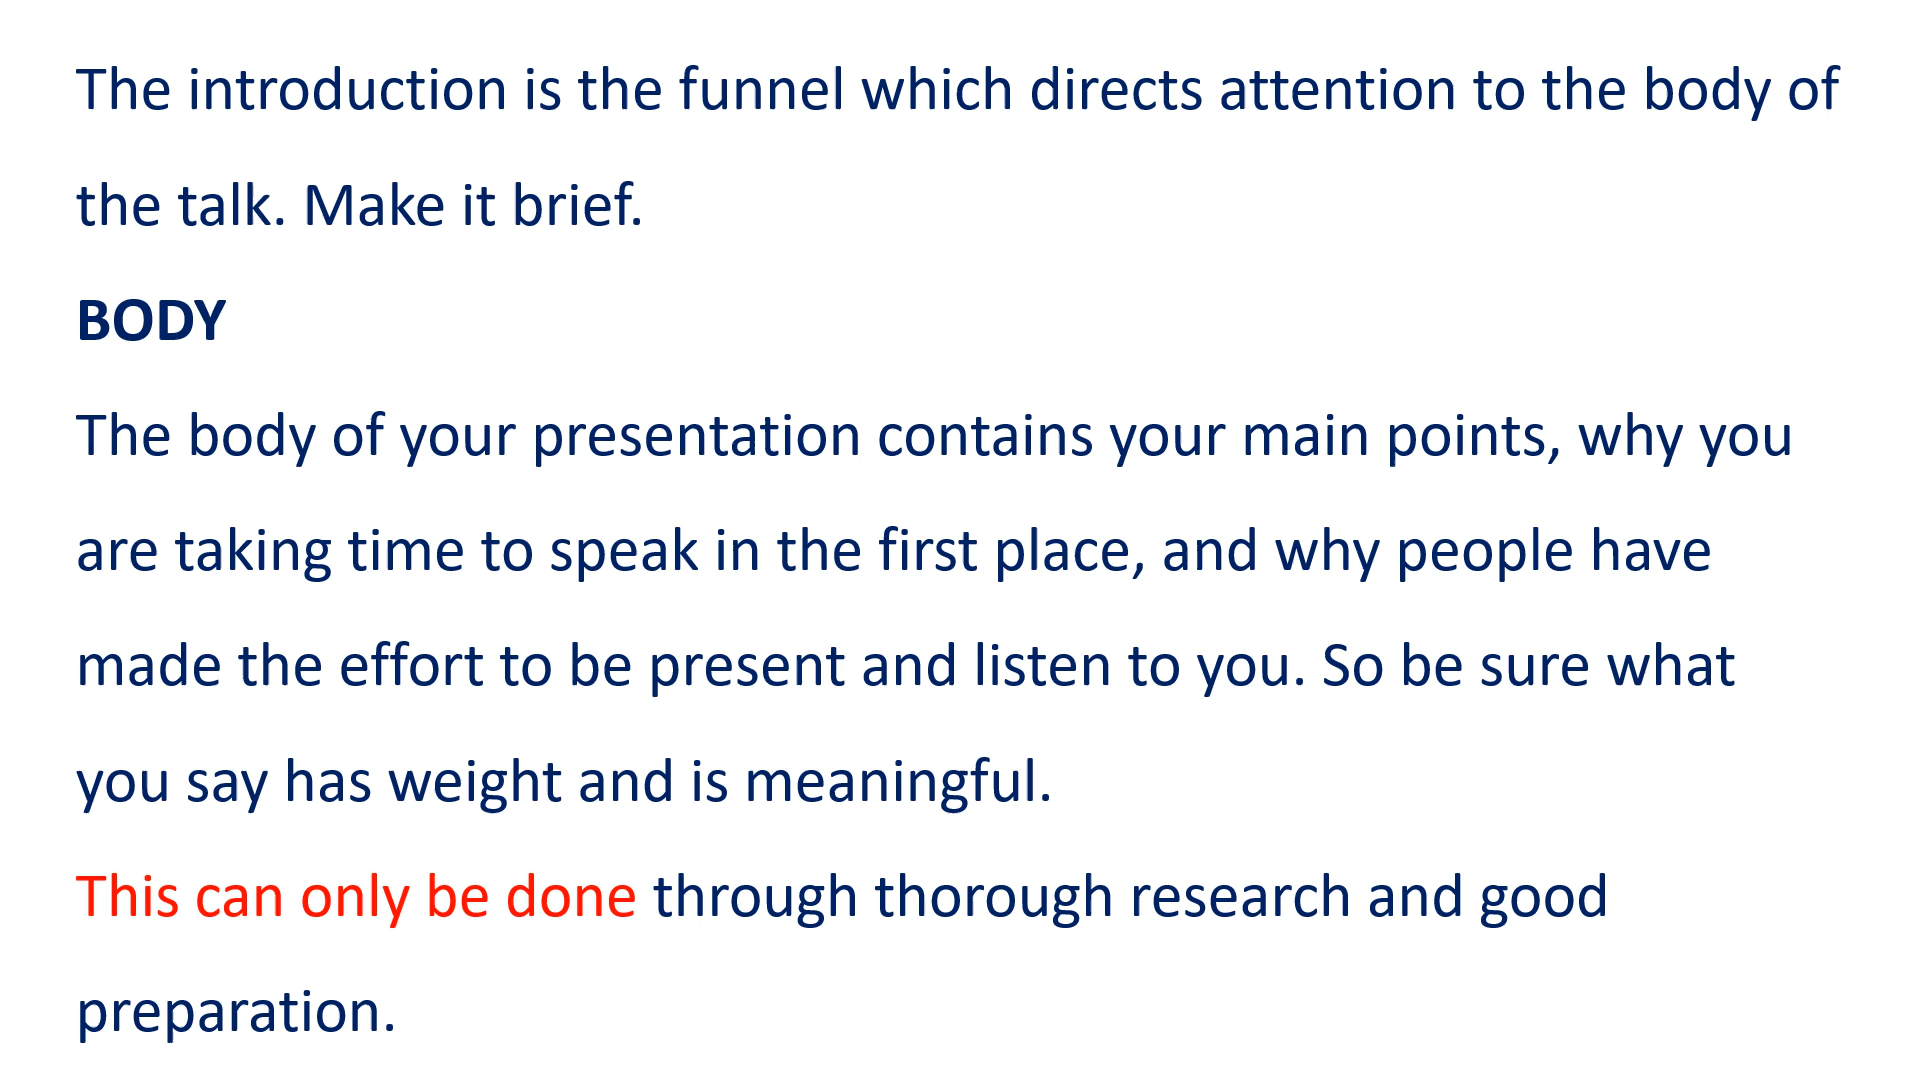 The introduction is the funnel which directs attention to the body of
the talk. Make it brief.
BODY
The body of your presentation contains your main points, why you
are taking time to speak in the first place, and why people have
made the effort to be present and listen to you. So be sure what
you say has weight and is meaningful.
This can only be done through thorough research and good
preparation.